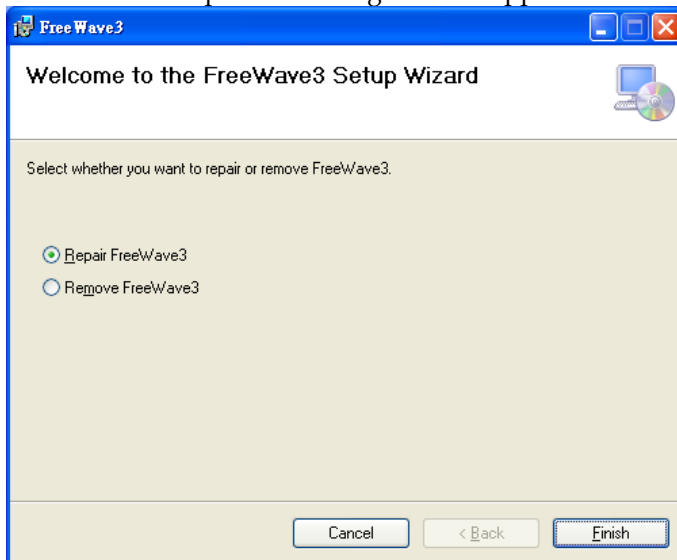 FreeWave3
Welcome to the FreeWave3 Setup Wizard
Select whether you want to repair or remove FreeWave3.
Repair FreeWave3
Remove FreeWave3
Cancel
< Back
Finish